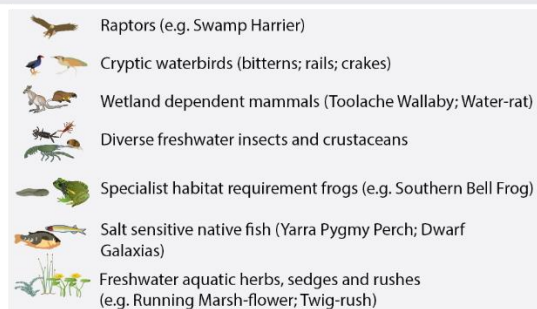 Raptors (e.g. Swamp Harrier)
Cryptic waterbirds (bitterns; rails; crakes)
Wetland dependent mammals (Toolache Wallaby; Water-rat)
Diverse freshwater insects and crustaceans
Specialist habitat requirement frogs (e.g. Southern Bell Frog)
Salt sensitive native fish (Yarra Pygmy Perch; Dwarf
Galaxias)
Freshwater aquatic herbs, sedges and rushes
(e.g. Running Marsh-flower; Twig-rush)